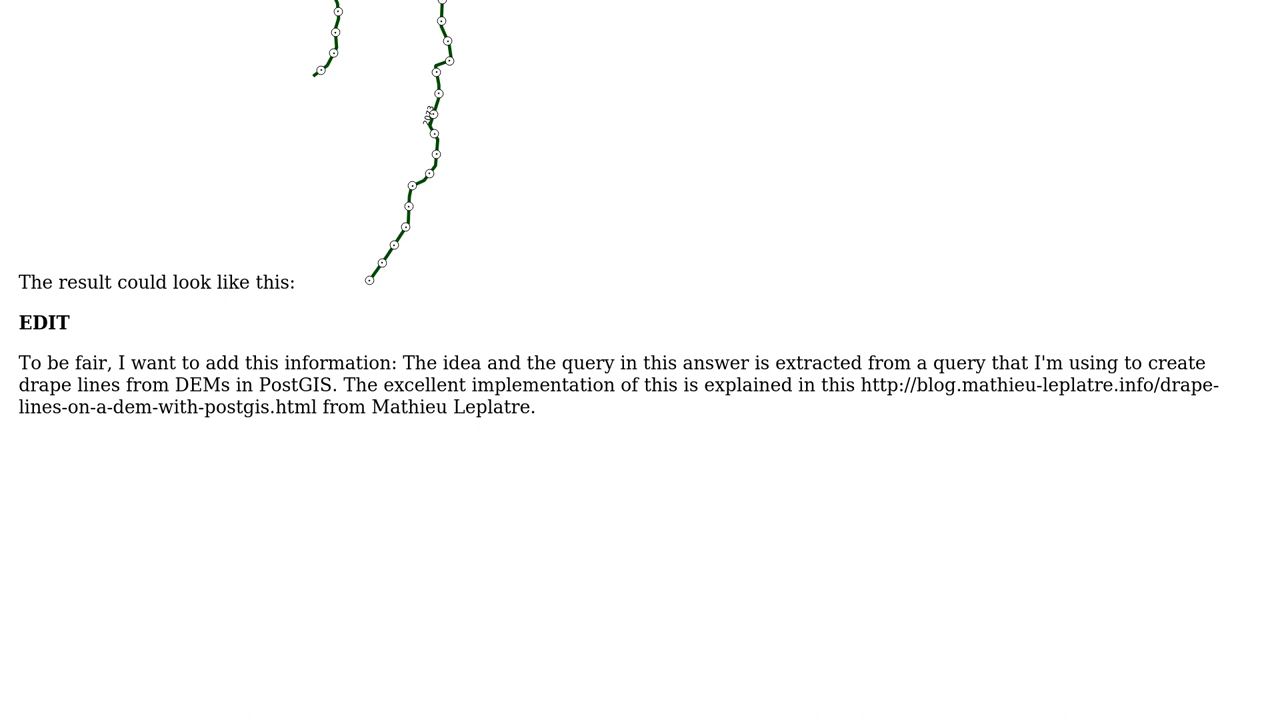 2023
The result could look like this:
EDIT
To be fair, I want to add this information: The idea and the query in this answer is extracted from a query that I'm using to create
drape lines from DEMs in PostGIS. The excellent implementation of this is explained in this http://blog.mathieu-leplatre.info/drape-
lines-on-a-dem-with-postgis.html from Mathieu Leplatre.